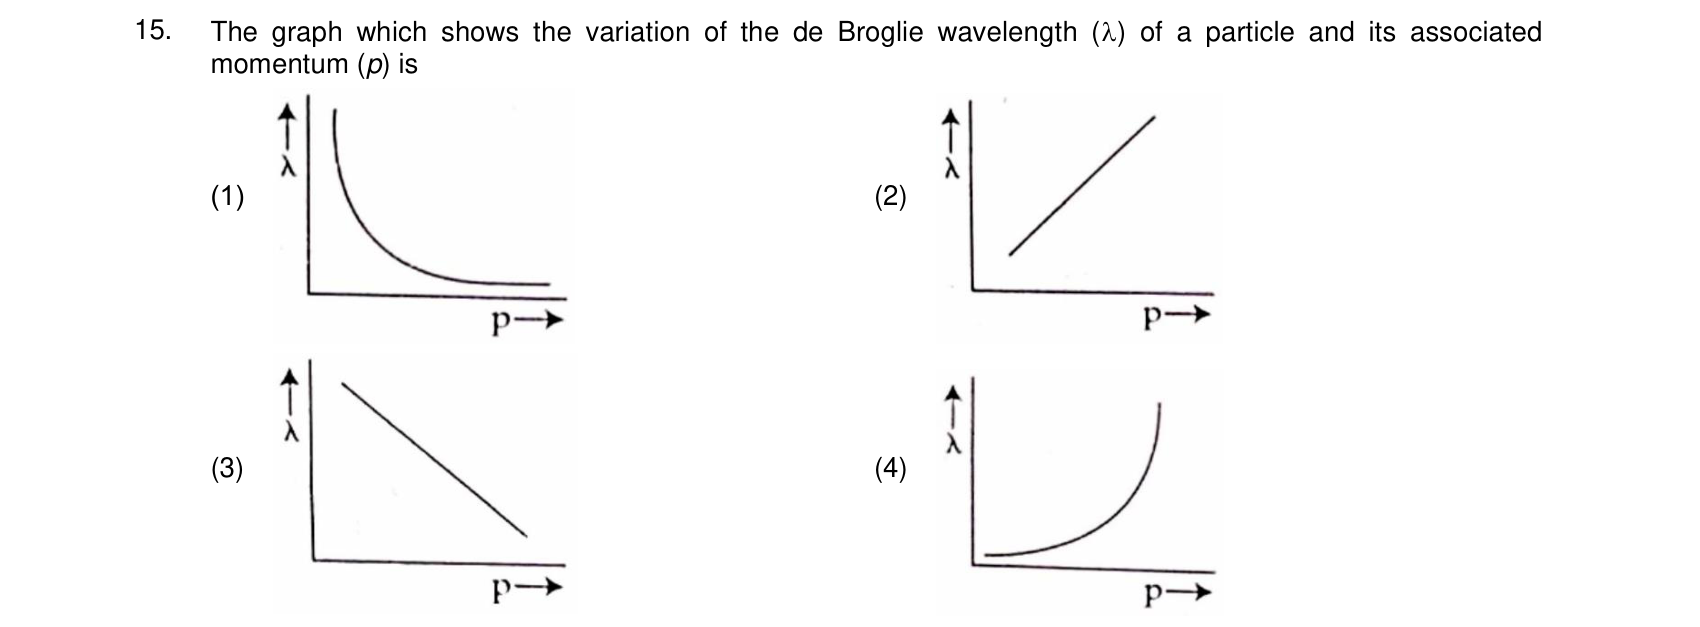 15. The graph which shows the variation of the de Broglie wavelength (λ) of a particle and its associated
momentum (p) is
(1)
λ
p
(2)
λ
p
(3)
λ
p
(4)
λ
p